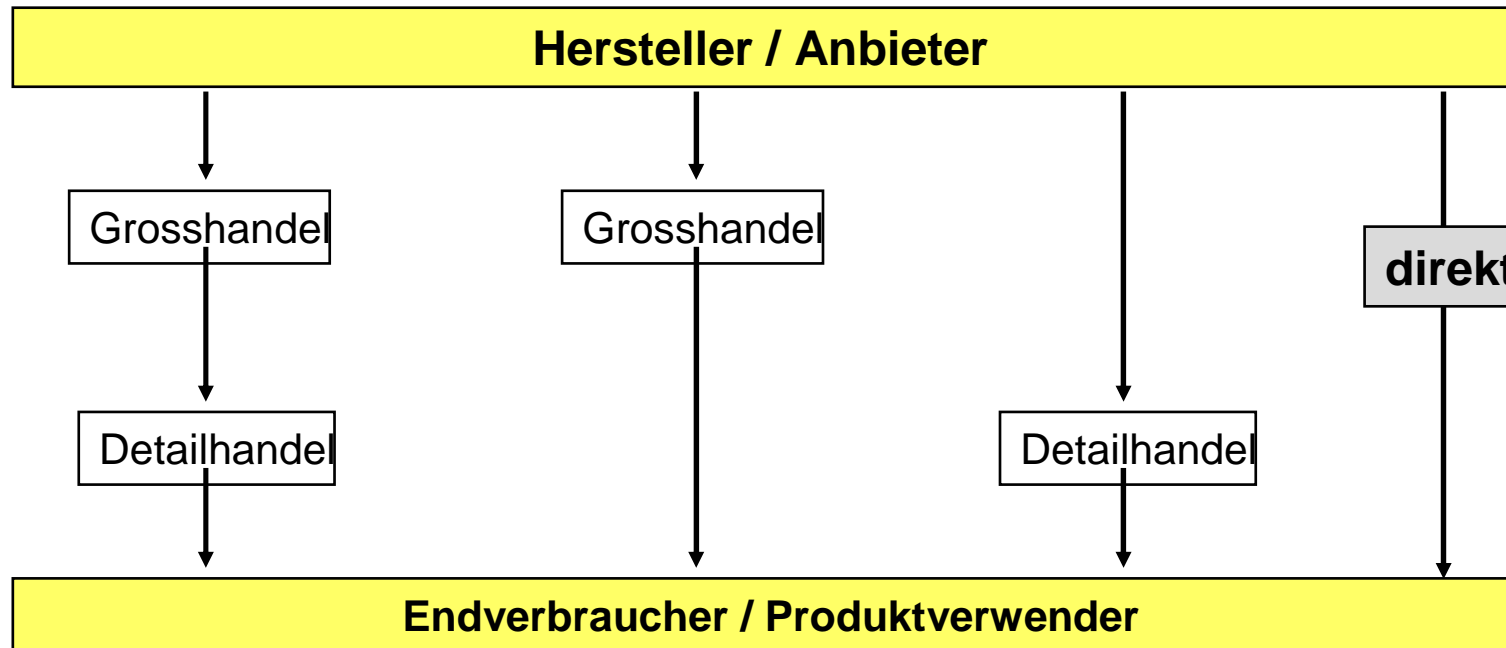 Hersteller / Anbieter
Grosshandel
Grosshandel
direkt
Detailhandel
Detailhandel
Endverbraucher / Produktverwender